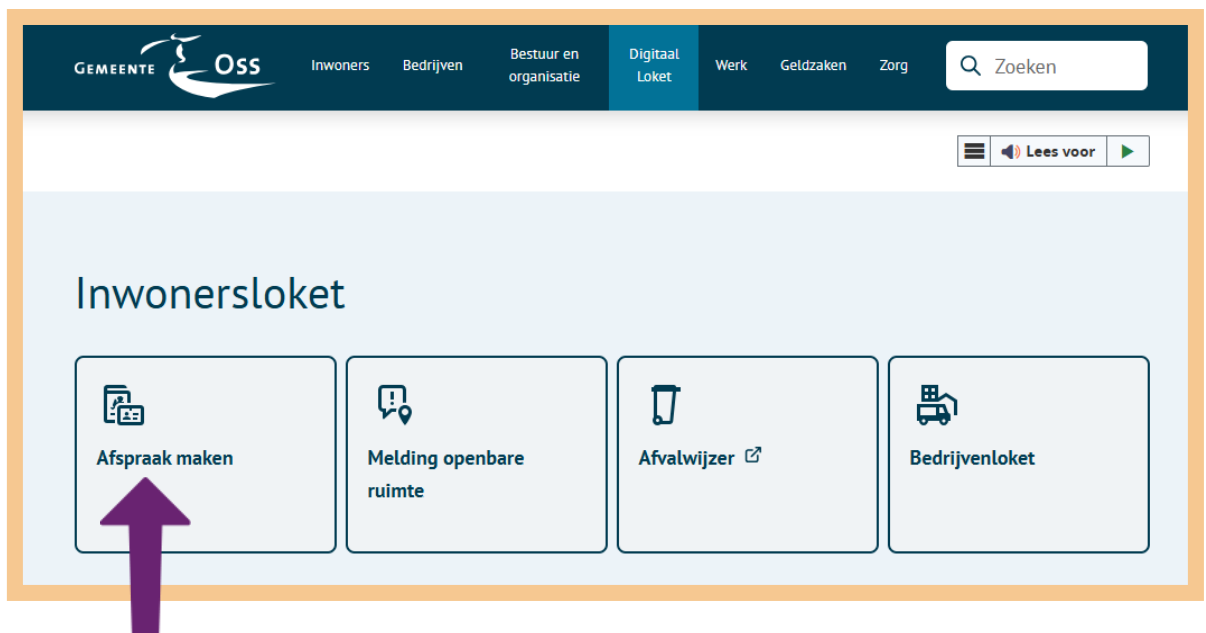 GEMEENTE OSS
Inwoners
Bedrijven
Bestuur en
organisatie
Digitaal
Loket
Werk
Geldzaken
Zorg
Zoeken
Lees voor
Inwonersloket
Afspraak maken
Melding openbare
ruimte
Afvalwijzer
Bedrijvenloket